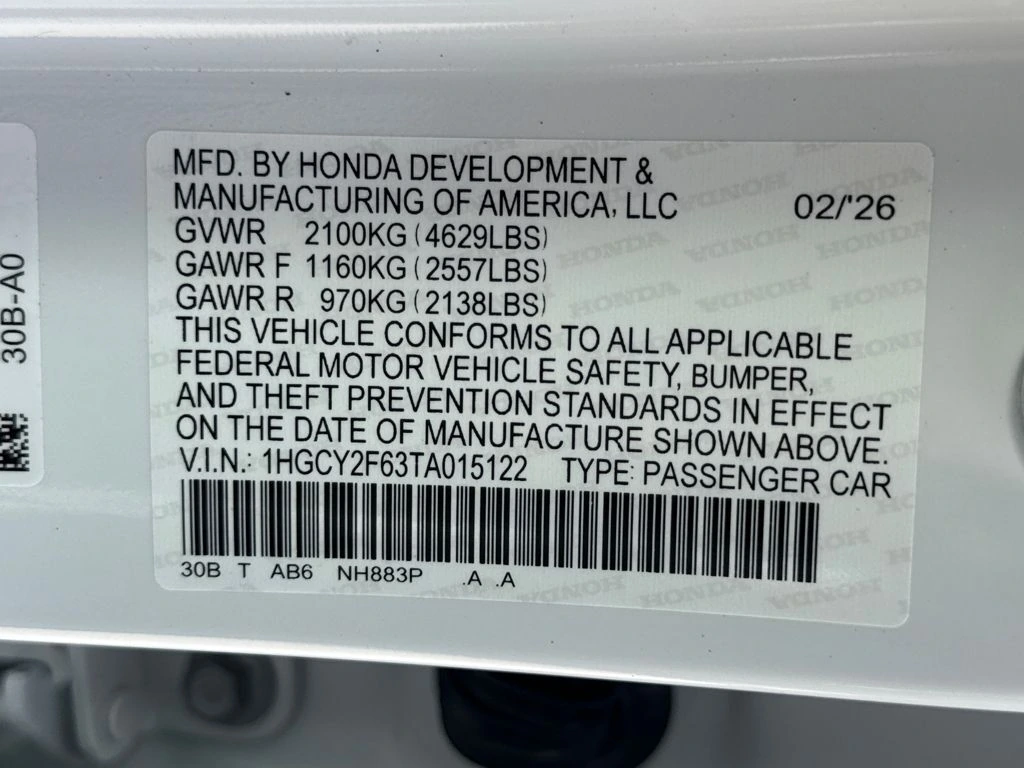 30B-A0
MFD. BY HONDA DEVELOPMENT &
MANUFACTURING OF AMERICA, LLC 02/'26
GVWR 2100KG (4629LBS)
GAWR F 1160KG (2557LBS)
GAWR R 970KG (2138LBS)
THIS VEHICLE CONFORMS TO ALL APPLICABLE
FEDERAL MOTOR VEHICLE SAFETY, BUMPER,
AND THEFT PREVENTION STANDARDS IN EFFECT
ON THE DATE OF MANUFACTURE SHOWN ABOVE.
V.I.N.: 1HGCY2F63TA015122 TYPE: PASSENGER CAR
30B T AB6 NH883P .A .A